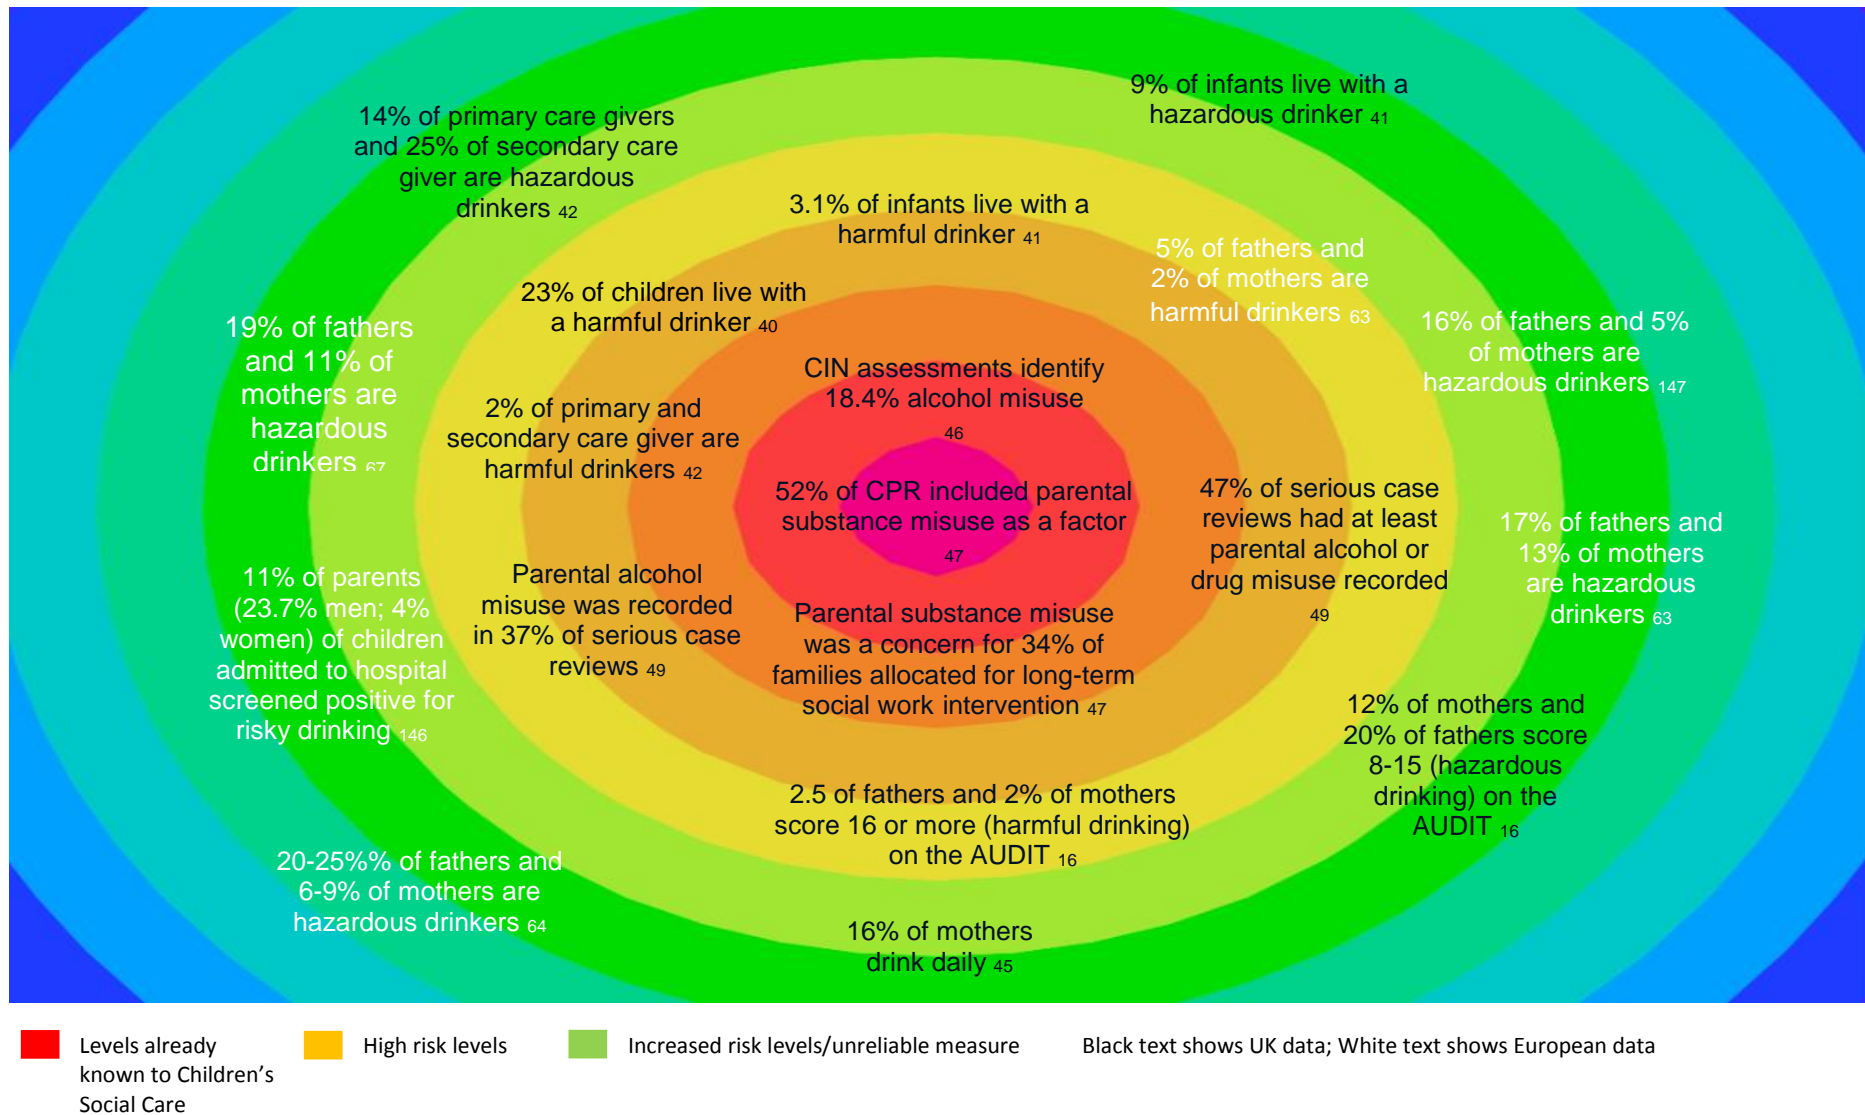 9% of infants live with a
hazardous drinker 41
14% of primary care givers
and 25% of secondary care
giver are hazardous
drinkers 42
3.1% of infants live with a
harmful drinker 41
5% of fathers and
2% of mothers are
harmful drinkers 63
23% of children live with
a harmful drinker 40
19% of fathers
and 11% of
mothers are
hazardous
drinkers 67
16% of fathers and 5%
of mothers are
hazardous drinkers 147
CIN assessments identify
18.4% alcohol misuse
46
2% of primary and
secondary care giver are
harmful drinkers 42
52% of CPR included parental
substance misuse as a factor
47
47% of serious case
reviews had at least
parental alcohol or
drug misuse recorded
49
17% of fathers and
13% of mothers
are hazardous
drinkers 63
11% of parents
(23.7% men; 4%
women) of children
admitted to hospital
screened positive for
risky drinking 146
Parental alcohol
misuse was recorded
in 37% of serious case
reviews 49
Parental substance misuse
was a concern for 34% of
families allocated for long-term
social work intervention 47
12% of mothers and
20% of fathers score
8-15 (hazardous
drinking) on the
AUDIT 16
2.5 of fathers and 2% of mothers
score 16 or more (harmful drinking)
on the AUDIT 16
20-25%% of fathers and
6-9% of mothers are
hazardous drinkers 64
16% of mothers
drink daily 45
Levels already
known to Children's
Social Care
High risk levels
Increased risk levels/unreliable measure
Black text shows UK data; White text shows European data